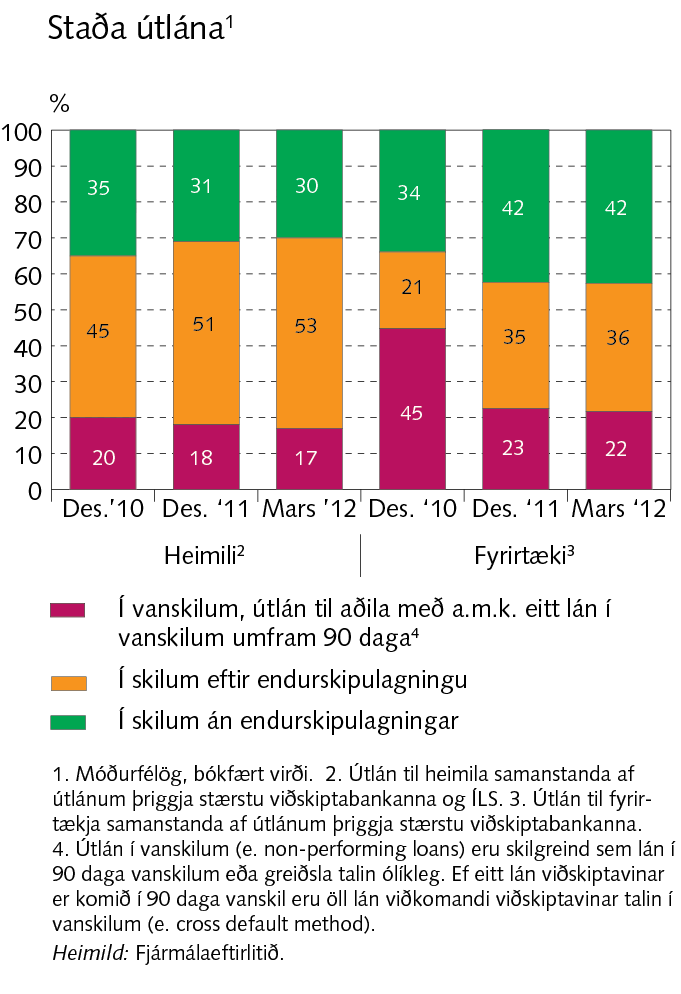 Staða útlána¹
%
100
90
80
70
60
50
40
30
20
10
0
35 31 30 34 42 42
45 51 53 21 35 36
20 18 17 45 23 22
Des.’10 Des. ‘11 Mars ’12 Des. ‘10 Des. ‘11 Mars ‘12
Heimili² Fyrirtæki³
Í vanskilum, útlán til aðila með a.m.k. eitt lán í
vanskilum umfram 90 daga⁴
Í skilum eftir endurskipulagningu
Í skilum án endurskipulagningar
1. Móðurfélög, bókfært virði. 2. Útlán til heimila samanstanda af
útlánum þriggja stærstu viðskiptabankanna og ÍLS. 3. Útlán til fyrir-
tækja samanstanda af útlánum þriggja stærstu viðskiptabankanna.
4. Útlán í vanskilum (e. non-performing loans) eru skilgreind sem lán í
90 daga vanskilum eða greiðsla talin ólíkleg. Ef eitt lán viðskiptavinar
er komið í 90 daga vanskil eru öll lán viðkomandi viðskiptavinar talin í
vanskilum (e. cross default method).
Heimild: Fjármálaeftirlitið.